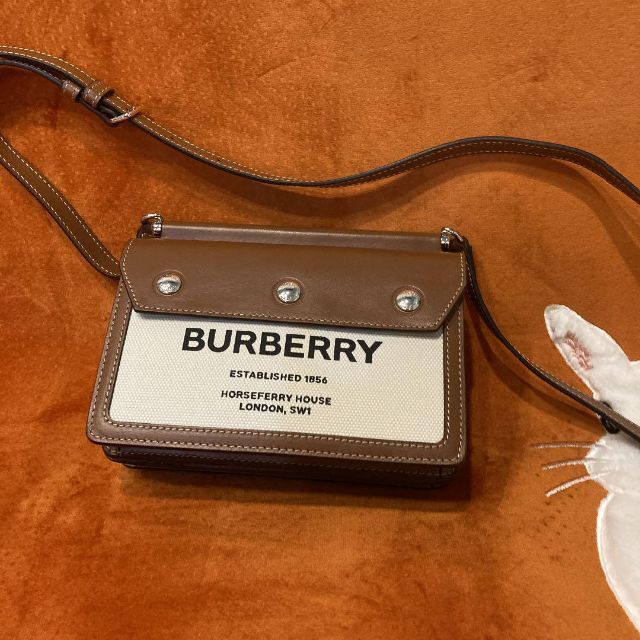 BURBERRY
ESTABLISHED 1856
HORSEFERRY HOUSE
LONDON, SW1